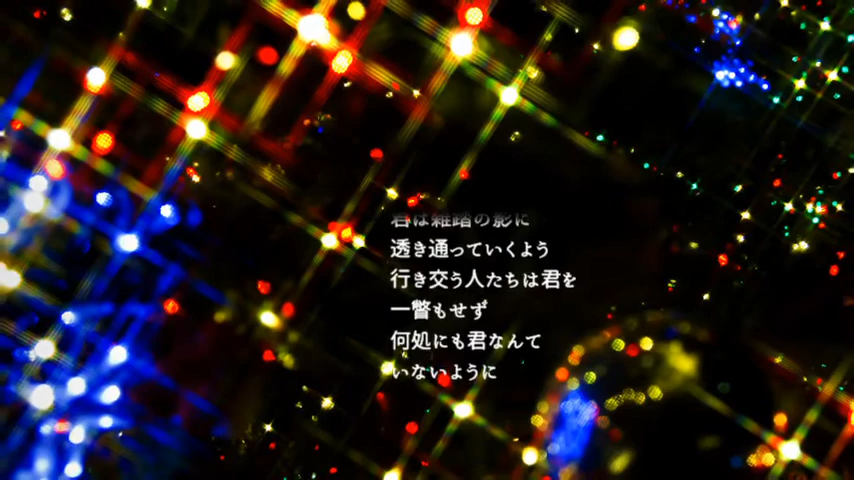 君は雑踏の影に
透き通っていくよう
行き交う人たちは君を
一瞥もせず
何処にも君なんて
いないように